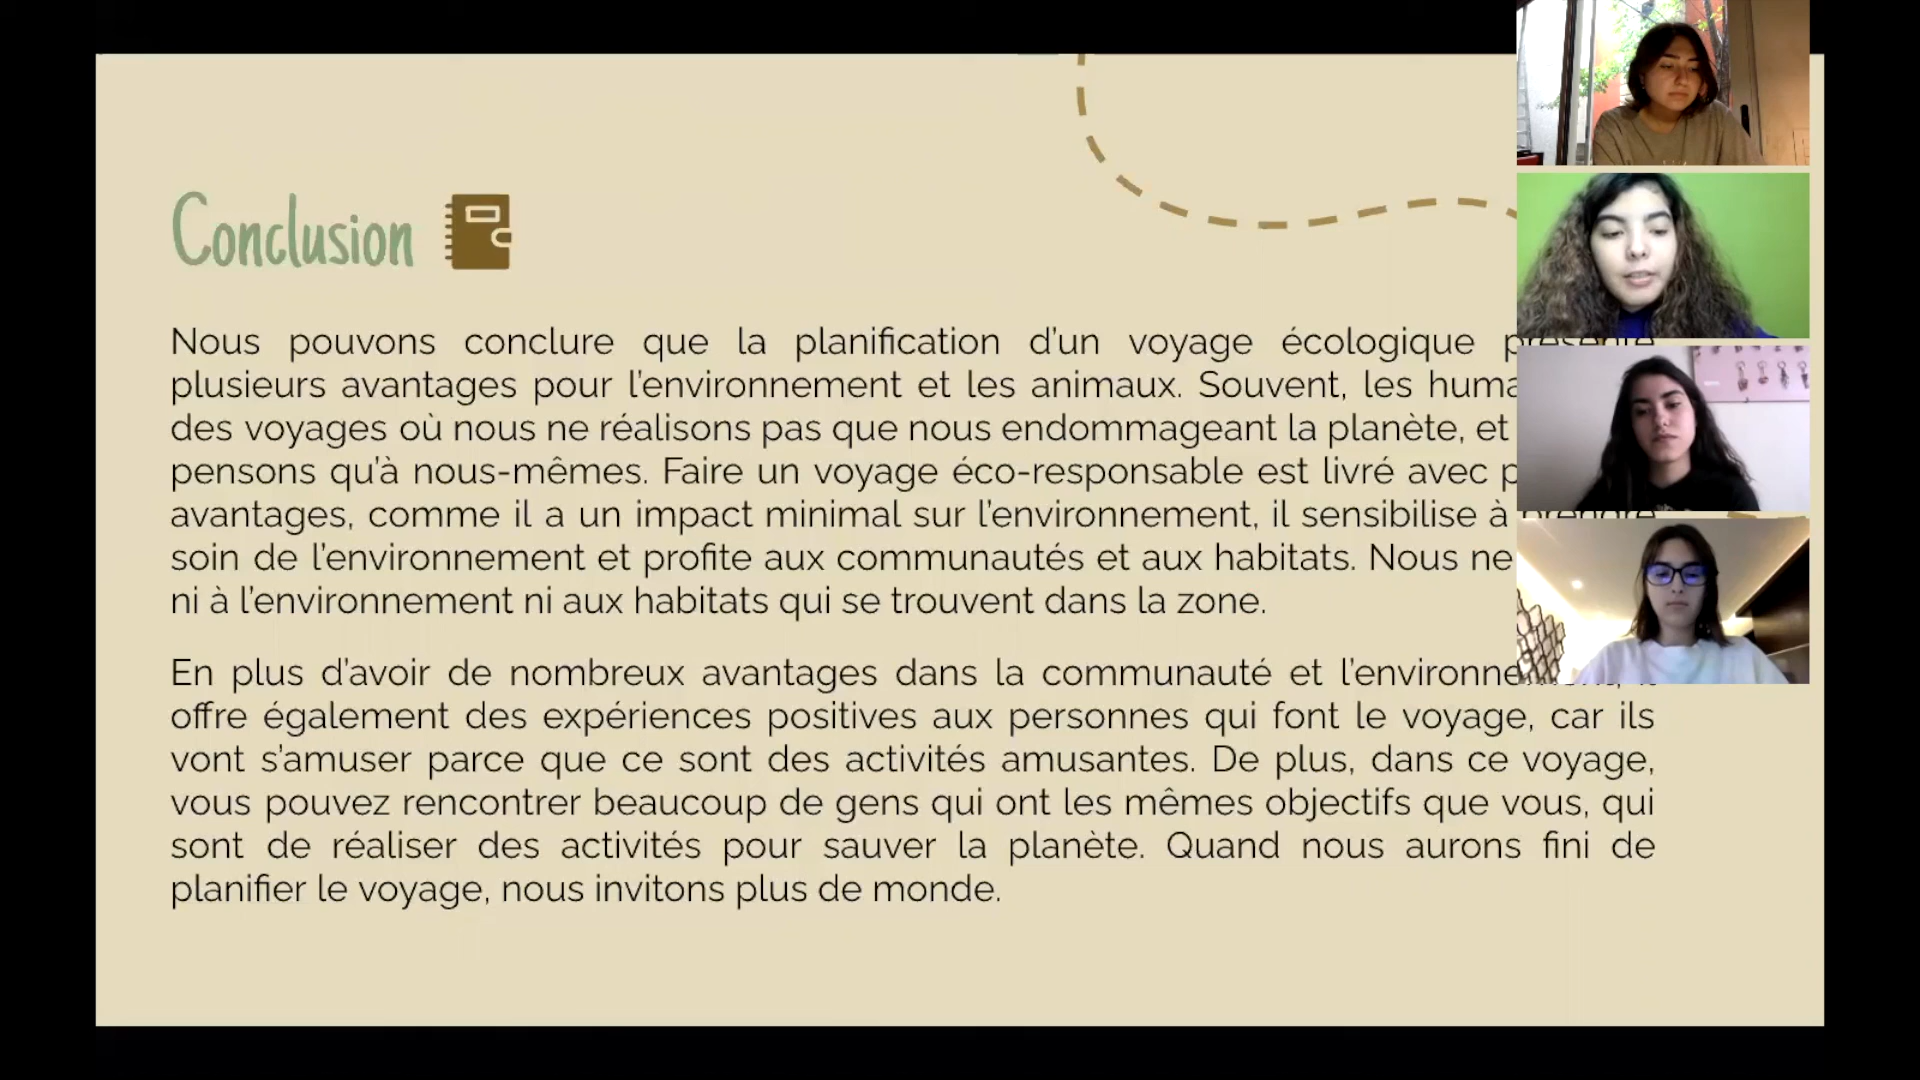 Conclusion
Nous pouvons conclure que la planification d'un voyage écologique présente
plusieurs avantages pour l'environnement et les animaux. Souvent, les
des voyages où nous ne réalisons pas que nous endommageant la planète, et
pensons qu'à nous-mêmes. Faire un voyage éco-responsable est livré avec
avantages, comme il a un impact minimal sur l'environnement, il sensibilise à prendre
soin de l'environnement et profite aux communautés et aux habitats. Nous ne
ni à l'environnement ni aux habitats qui se trouvent dans la zone.
En plus d'avoir de nombreux avantages dans la communauté et
offre également des expériences positives aux personnes qui font le voyage, car ils
vont s'amuser parce que ce sont des activités amusantes. De plus, dans ce voyage,
vous pouvez rencontrer beaucoup de gens qui ont les mêmes objectifs que vous, qui
sont de réaliser des activités pour sauver la planète. Quand nous aurons fini de
planifier le voyage, nous invitons plus de monde.